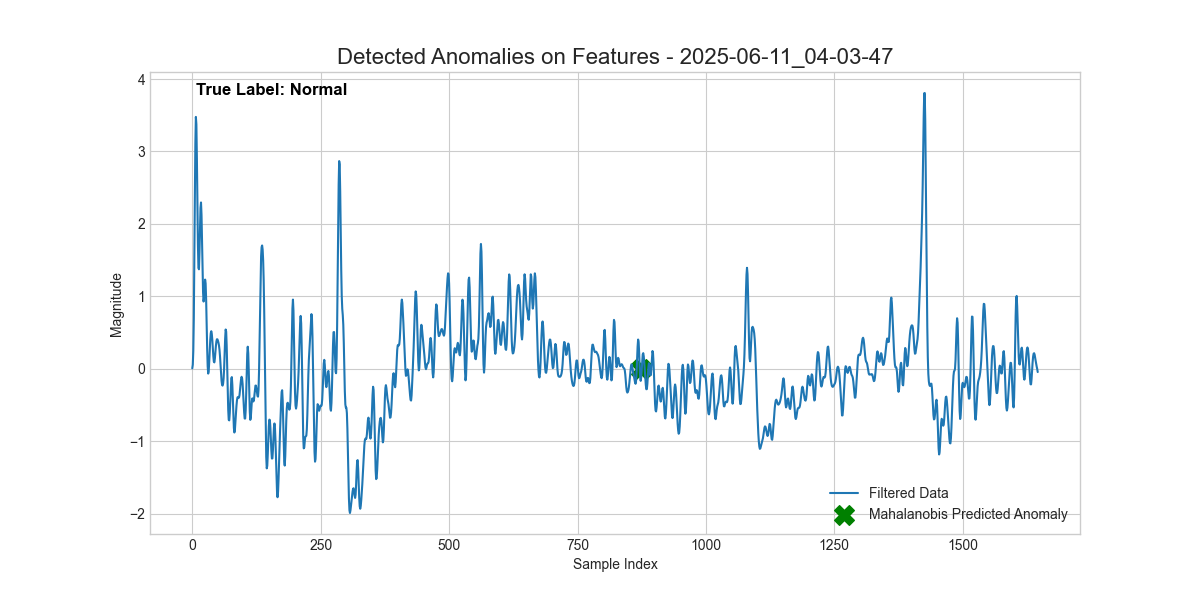 Detected Anomalies on Features - 2025-06-11_04-03-47
True Label: Normal
4
3
2
1
0
−1
−2
Magnitude
0 250 500 750 1000 1250 1500
Sample Index
Filtered Data
Mahalanobis Predicted Anomaly